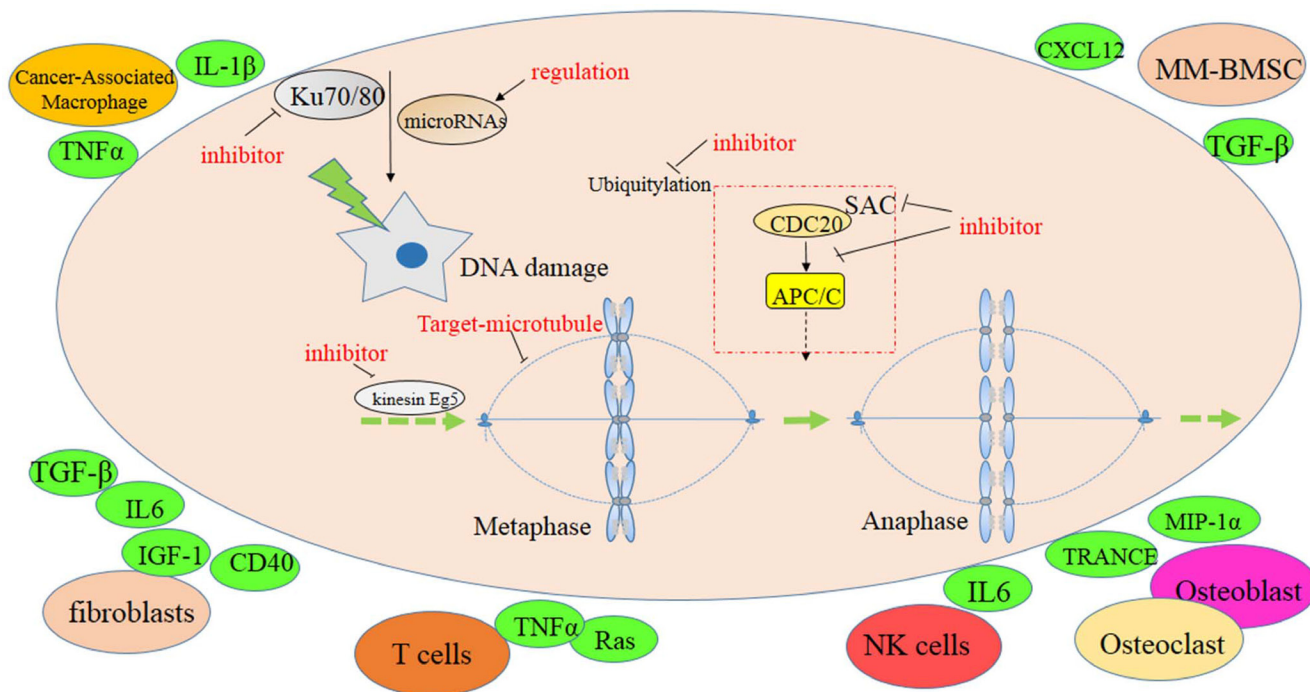 Cancer-Associated
Macrophage
IL-1β
TNFα
Ku70/80
inhibitor
microRNAs
regulation
DNA damage
inhibitor
Ubiquitylation
SAC
CDC20
APC/C
inhibitor
CXCL12
MM-BMSC
TGF-β
Target-microtubule
inhibitor
kinesin Eg5
Metaphase
Anaphase
TGF-β
IL6
IGF-1
CD40
fibroblasts
T cells
TNFα
Ras
NK cells
IL6
TRANCE
MIP-1α
Osteoblast
Osteoclast